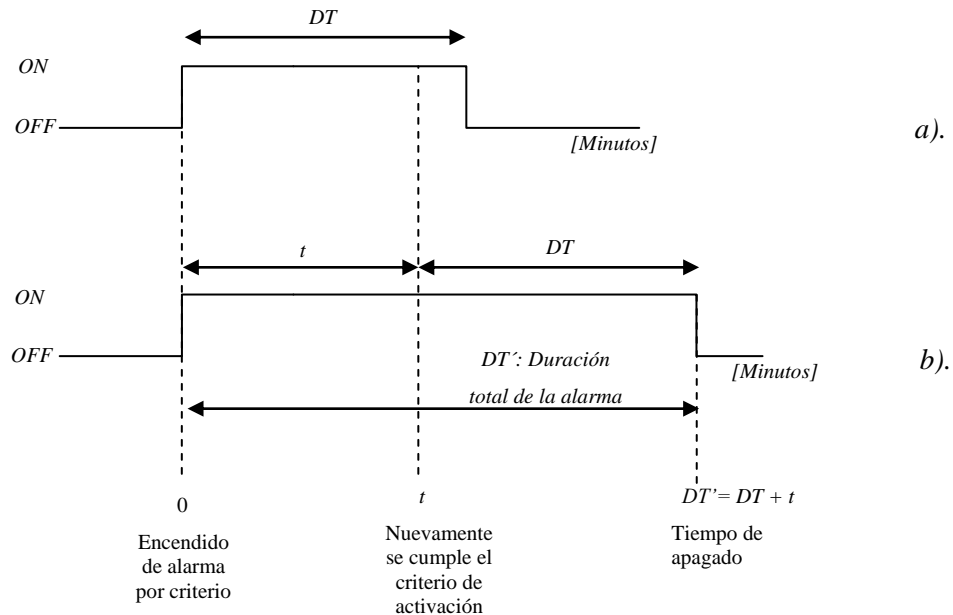 DT
ON
OFF
[Minutos]
a).
t
DT
ON
OFF
DT´: Duración
total de la alarma
[Minutos]
b).
0
t
DT’= DT + t
Encendido
de alarma
por criterio
Nuevamente
se cumple el
criterio de
activación
Tiempo de
apagado